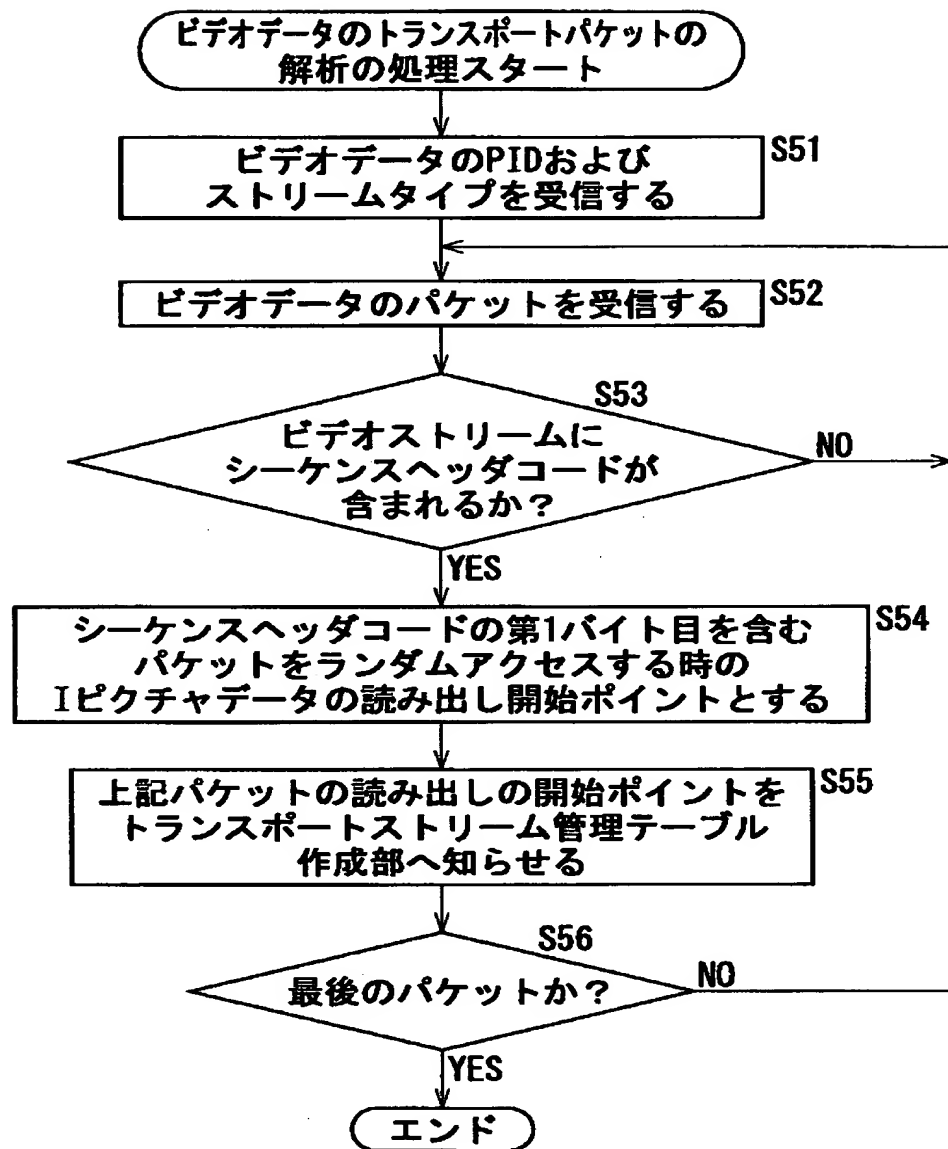 ビデオデータのトランスポートパケットの
解析の処理スタート
S51
ビデオデータのPIDおよび
ストリームタイプを受信する
ビデオデータのパケットを受信する
S52
S53
ビデオストリームに
シーケンスヘッダコードが
含まれるか?
NO
YES
S54
シーケンスヘッダコードの第1バイト目を含む
パケットをランダムアクセスする時の
Iピクチャデータの読み出し開始ポイントとする
S55
上記パケットの読み出しの開始ポイントを
トランスポートストリーム管理テーブル
作成部へ知らせる
S56
最後のパケットか?
NO
YES
エンド